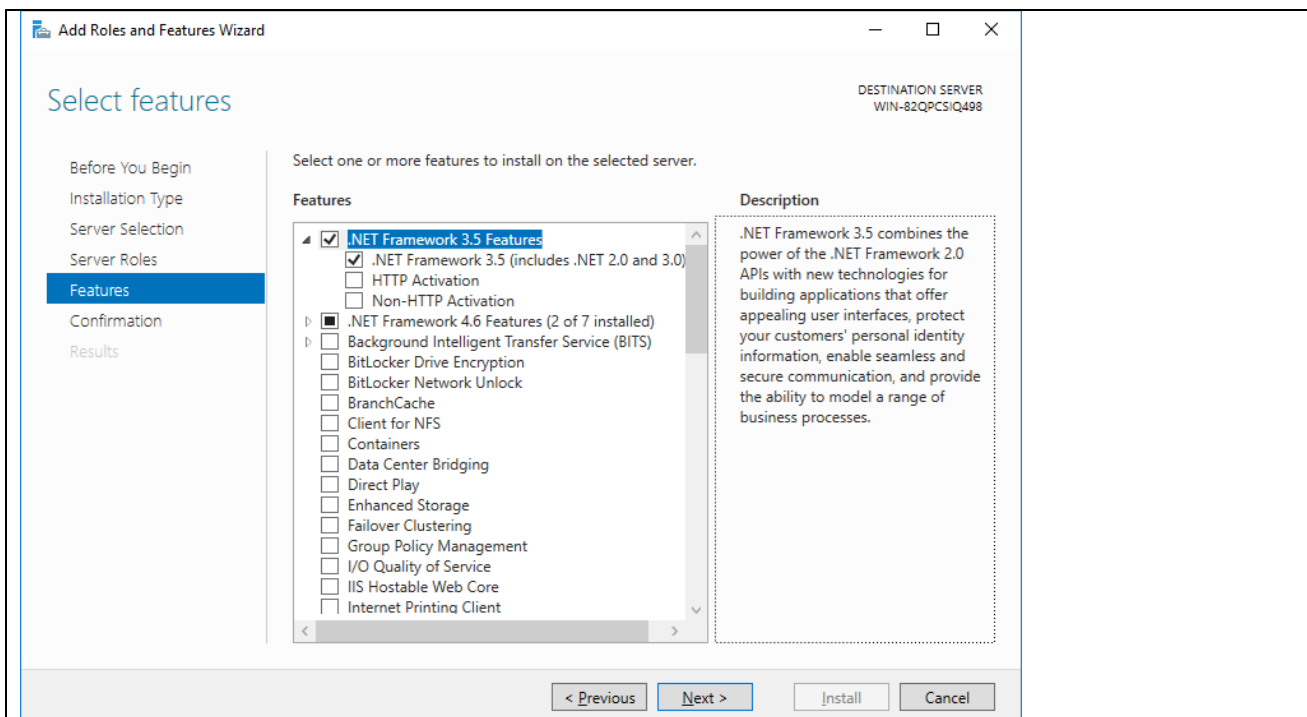 Add Roles and Features Wizard
Select features
DESTINATION SERVER
WIN-82QPCSIQ498
Before You Begin
Installation Type
Server Selection
Server Roles
Features
Confirmation
Results
Select one or more features to install on the selected server.
Features
.NET Framework 3.5 Features
.NET Framework 3.5 (includes .NET 2.0 and 3.0)
HTTP Activation
Non-HTTP Activation
.NET Framework 4.6 Features (2 of 7 installed)
Background Intelligent Transfer Service (BITS)
BitLocker Drive Encryption
BitLocker Network Unlock
BranchCache
Client for NFS
Containers
Data Center Bridging
Direct Play
Enhanced Storage
Failover Clustering
Group Policy Management
I/O Quality of Service
IIS Hostable Web Core
Internet Printing Client
Description
.NET Framework 3.5 combines the
power of the .NET Framework 2.0
APIs with new technologies for
building applications that offer
appealing user interfaces, protect
your customers' personal identity
information, enable seamless and
secure communication, and provide
the ability to model a range of
business processes.
< Previous
Next >
Install
Cancel